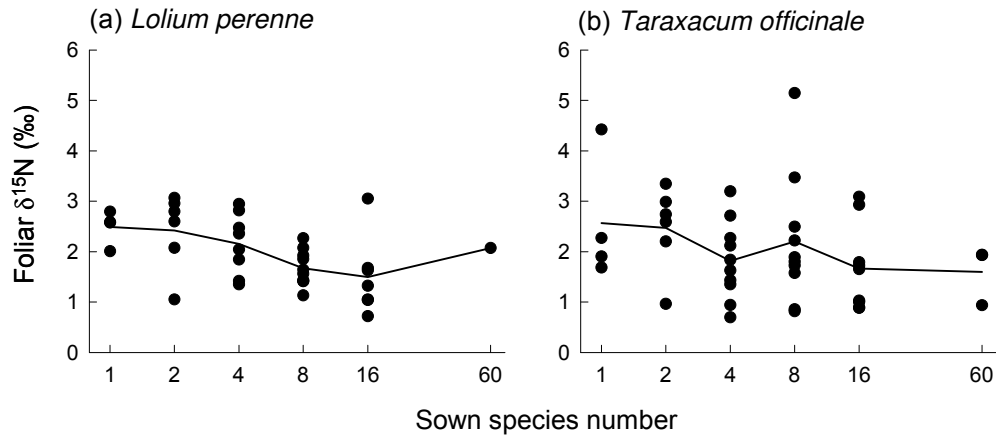 (a) Lolium perenne
(b) Taraxacum officinale
Foliar δ¹⁵N (‰)
6
5
4
3
2
1
0
6
5
4
3
2
1
0
1 2 4 8 16 60
1 2 4 8 16 60
Sown species number